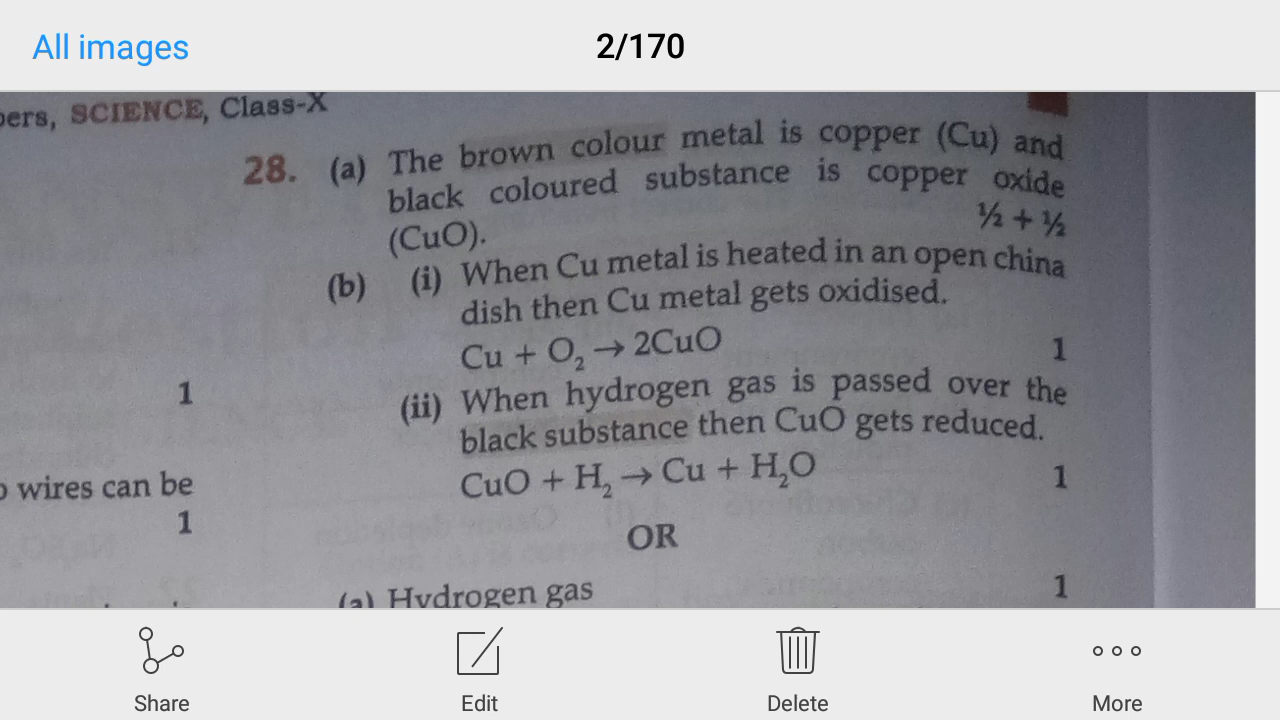 All images
2/170
pers, SCIENCE, Class-X
28. (a) The brown colour metal is copper (Cu) and
black coloured substance is copper oxide
(CuO). ½ + ½
(b) (i) When Cu metal is heated in an open china
dish then Cu metal gets oxidised.
Cu + O₂ → 2CuO 1
1
(ii) When hydrogen gas is passed over the
black substance then CuO gets reduced.
CuO + H₂ → Cu + H₂O 1
wires can be
1
OR
(a) Hydrogen gas 1
Share
Edit
Delete
More